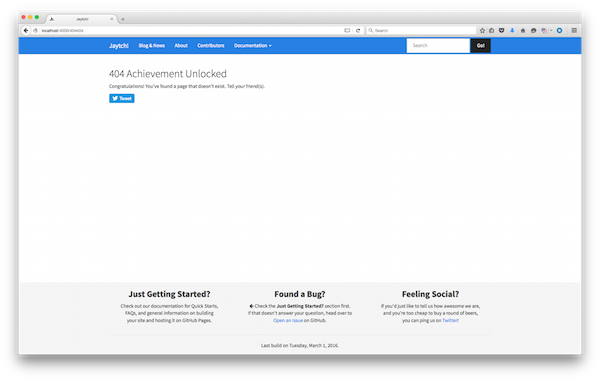 Jaytch!
localhost:4000/404404
Search
Jaytch!
Blog & News
About
Contributors
Documentation
Search
Go!
404 Achievement Unlocked
Congratulations! You've found a page that doesn't exist. Tell your friend(s).
Tweet
Just Getting Started?
Check out our documentation for Quick Starts,
FAQs, and general information on building
your site and hosting it on GitHub Pages.
Found a Bug?
Check the Just Getting Started? section first.
If that doesn't answer your question, head over to
Open an Issue on GitHub.
Feeling Social?
If you'd just like to tell us how awesome we are,
and you're too cheap to buy a round of beers,
you can ping us on Twitter!
Last build on Tuesday, March 1, 2016.